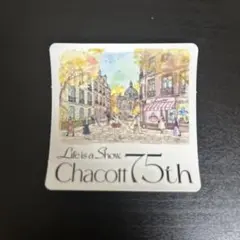 Life is a Show.
Chacott 75th